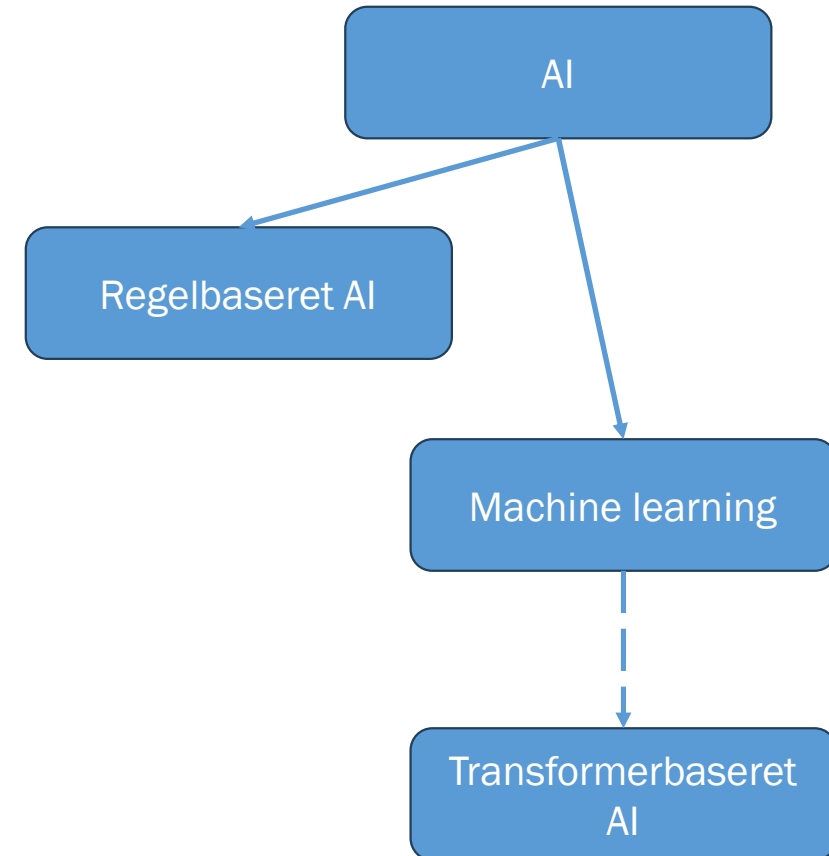 AI
Regelbaseret AI
Machine learning
Transformerbaseret
AI